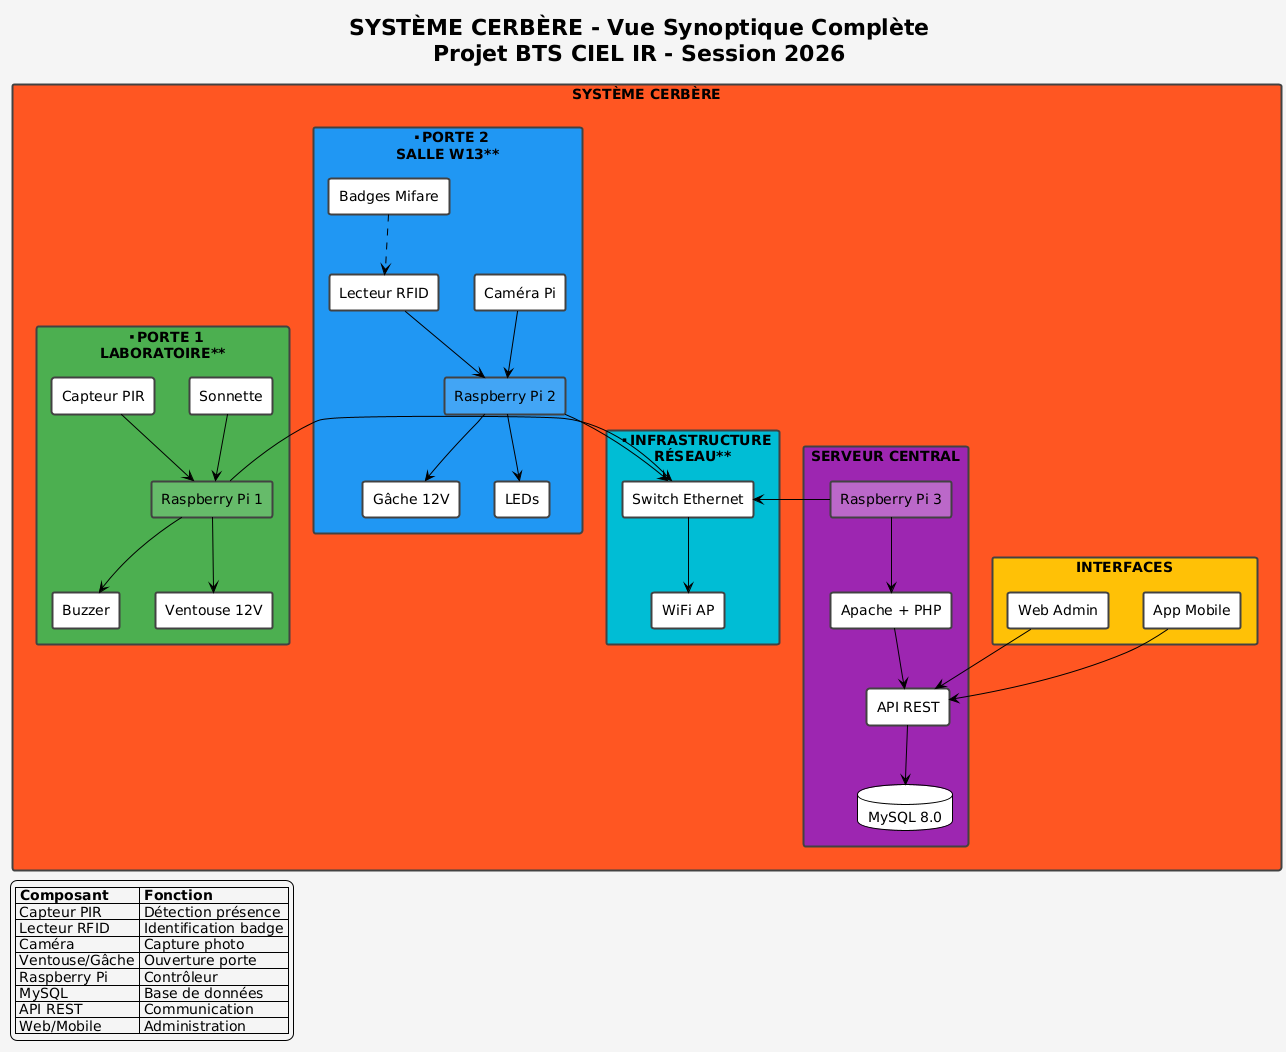 SYSTÈME CERBÈRE - Vue Synoptique Complète
Projet BTS CIEL IR - Session 2026
SYSTÈME CERBÈRE
▪PORTE 2
SALLE W13**
Badges Mifare
Lecteur RFID
Caméra Pi
Raspberry Pi 2
Gâche 12V
LEDs
▪PORTE 1
LABORATOIRE**
Capteur PIR
Sonnette
Raspberry Pi 1
Buzzer
Ventouse 12V
▪INFRASTRUCTURE
RÉSEAU**
Switch Ethernet
WiFi AP
SERVEUR CENTRAL
Raspberry Pi 3
Apache + PHP
API REST
MySQL 8.0
INTERFACES
Web Admin
App Mobile
Composant Fonction
Capteur PIR Détection présence
Lecteur RFID Identification badge
Caméra Capture photo
Ventouse/Gâche Ouverture porte
Raspberry Pi Contrôleur
MySQL Base de données
API REST Communication
Web/Mobile Administration